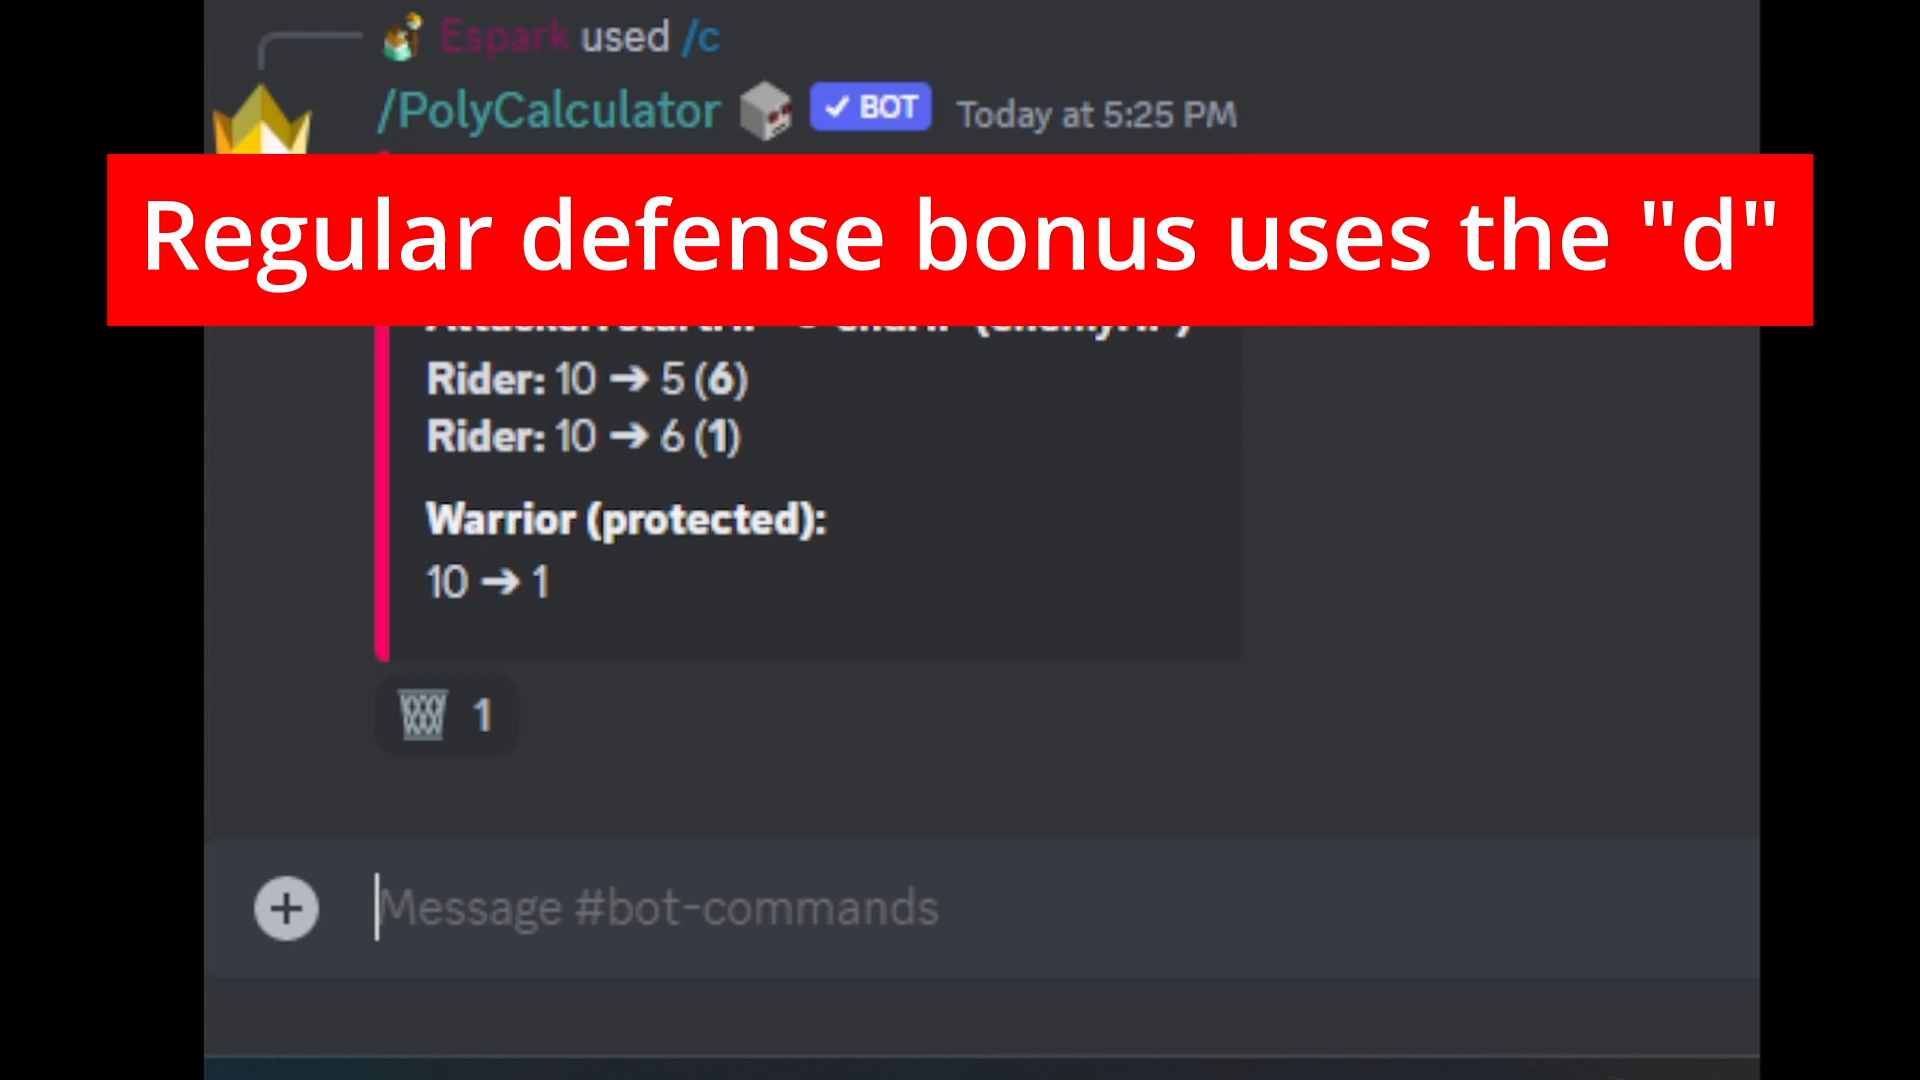 Espark used /c
/PolyCalculator ✓ BOT Today at 5:25 PM
Regular defense bonus uses the "d"
Rider: 10 ➔ 5 (6)
Rider: 10 ➔ 6 (1)
Warrior (protected):
10 ➔ 1
1
Message #bot-commands